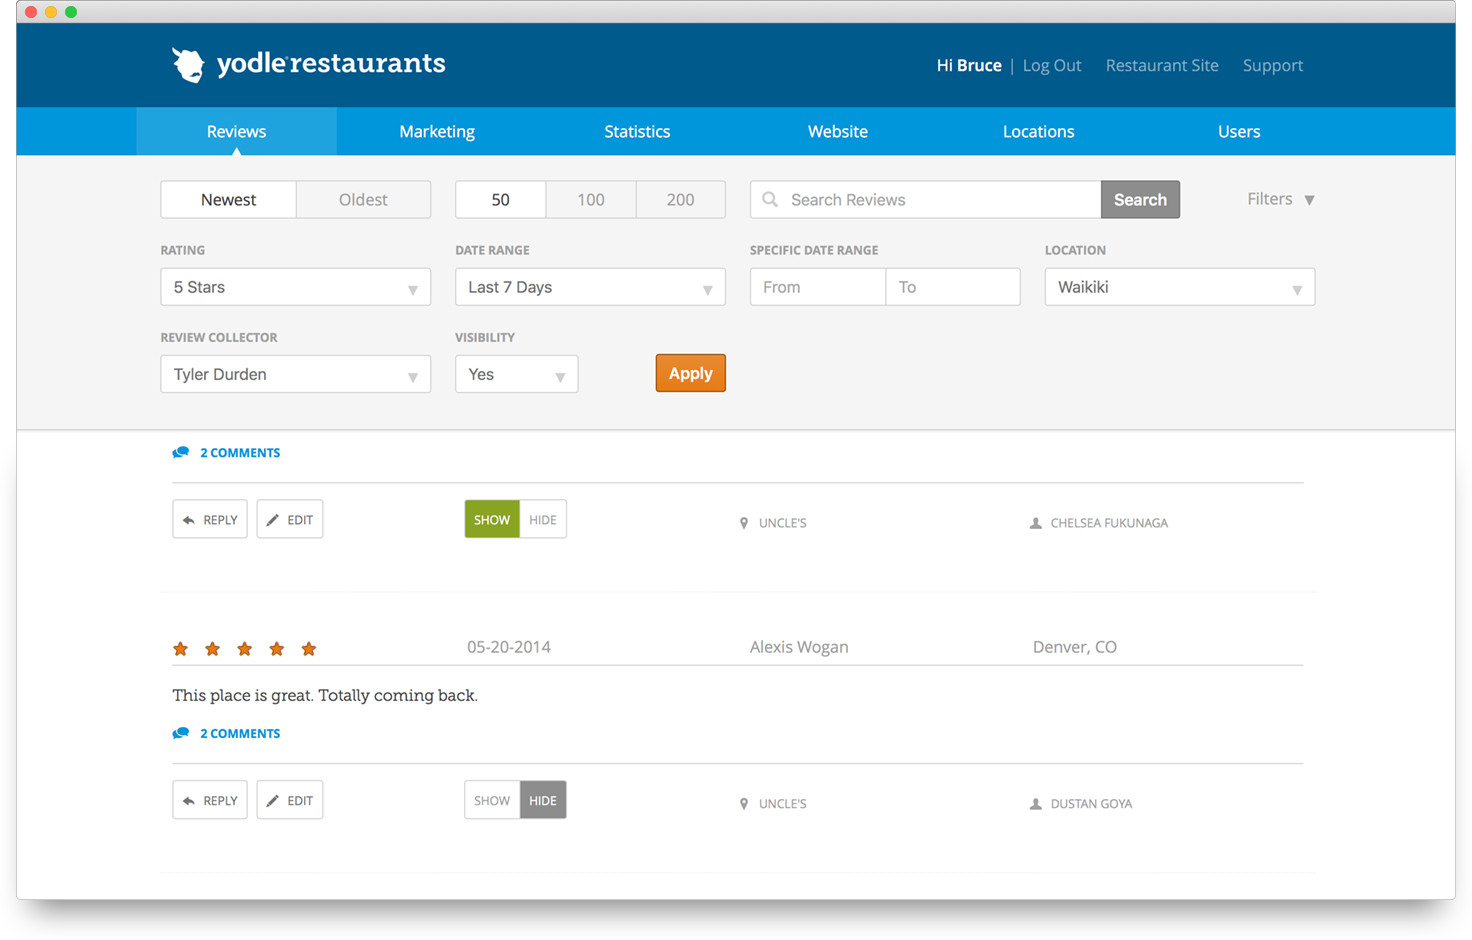 yodle restaurants
Hi Bruce | Log Out Restaurant Site Support
Reviews Marketing Statistics Website Locations Users
Newest Oldest 50 100 200 Search Reviews Search Filters
RATING DATE RANGE SPECIFIC DATE RANGE LOCATION
5 Stars Last 7 Days From To Waikiki
REVIEW COLLECTOR VISIBILITY
Tyler Durden Yes Apply
2 COMMENTS
REPLY EDIT SHOW HIDE UNCLE'S CHELSEA FUKUNAGA
05-20-2014 Alexis Wogan Denver, CO
This place is great. Totally coming back.
2 COMMENTS
REPLY EDIT SHOW HIDE UNCLE'S DUSTAN GOYA